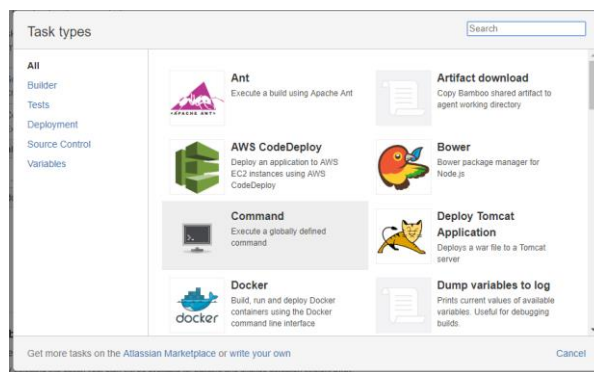 Task types
Search
All
Builder
Tests
Deployment
Source Control
Variables
APACHE ANT
Ant
Execute a build using Apache Ant
Artifact download
Copy Bamboo shared artifact to
agent working directory
AWS CodeDeploy
Deploy an application to AWS
EC2 instances using AWS
CodeDeploy
Bower
Bower package manager for
Node.js
Command
Execute a globally defined
command
Deploy Tomcat
Application
Deploys a war file to a Tomcat
server
docker
Docker
Build, run and deploy Docker
containers using the Docker
command line interface
Dump variables to log
Prints current values of available
variables. Useful for debugging
builds.
Get more tasks on the Atlassian Marketplace or write your own
Cancel